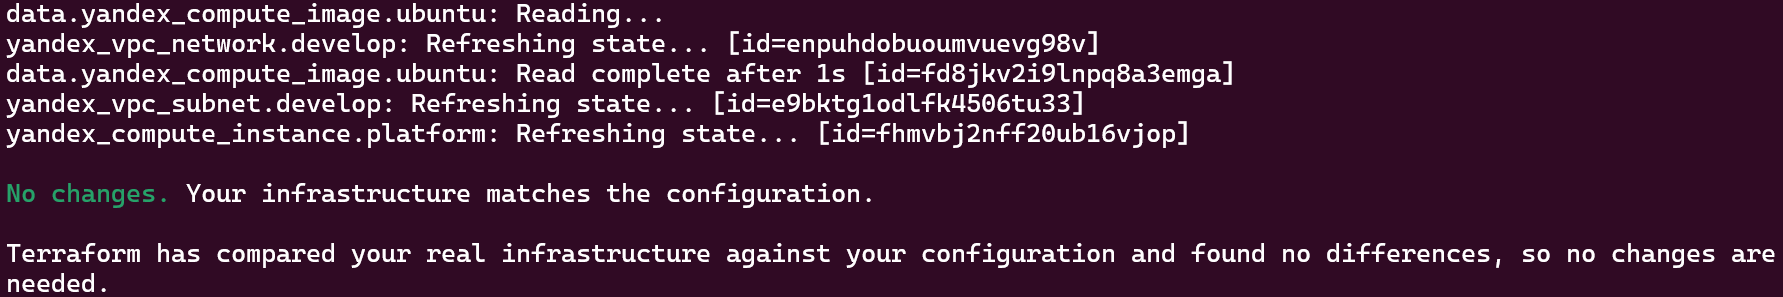 data.yandex_compute_image.ubuntu: Reading...
yandex_vpc_network.develop: Refreshing state... [id=enpuhdobuoumvuevg98v]
data.yandex_compute_image.ubuntu: Read complete after 1s [id=fd8jkv2i9lnpq8a3emga]
yandex_vpc_subnet.develop: Refreshing state... [id=e9bktg1odlfk4506tu33]
yandex_compute_instance.platform: Refreshing state... [id=fhmvbj2nff20ub16vjop]
No changes. Your infrastructure matches the configuration.
Terraform has compared your real infrastructure against your configuration and found no differences, so no changes are
needed.